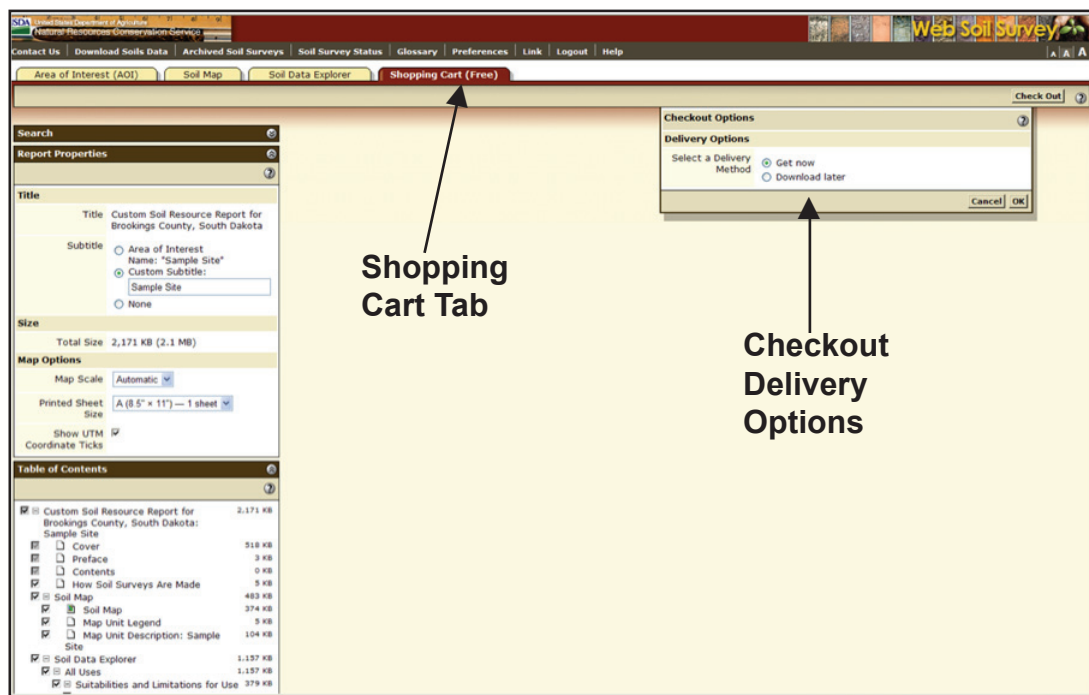 USDA United States Department of Agriculture
Natural Resources Conservation Service
Web Soil Survey
Contact Us | Download Soils Data | Archived Soil Surveys | Soil Survey Status | Glossary | Preferences | Link | Logout | Help
A A A
Area of Interest (AOI) Soil Map Soil Data Explorer Shopping Cart (Free)
Check Out
Search
Report Properties
Title
Title Custom Soil Resource Report for
Brookings County, South Dakota
Subtitle Area of Interest
Name: "Sample Site"
Custom Subtitle:
Sample Site
None
Size
Total Size 2,171 KB (2.1 MB)
Map Options
Map Scale Automatic
Printed Sheet Size A (8.5" × 11") — 1 sheet
Show UTM
Coordinate Ticks
Table of Contents
Custom Soil Resource Report for 2,171 KB
Brookings County, South Dakota:
Sample Site
Cover 518 KB
Preface 3 KB
Contents 0 KB
How Soil Surveys Are Made 5 KB
Soil Map 483 KB
Soil Map 374 KB
Map Unit Legend 5 KB
Map Unit Description: Sample 104 KB
Site
Soil Data Explorer 1,157 KB
All Uses 1,157 KB
Suitabilities and Limitations for Use 379 KB
Checkout Options
Delivery Options
Select a Delivery
Method
Get now
Download later
Cancel OK
Shopping
Cart Tab
Checkout
Delivery
Options